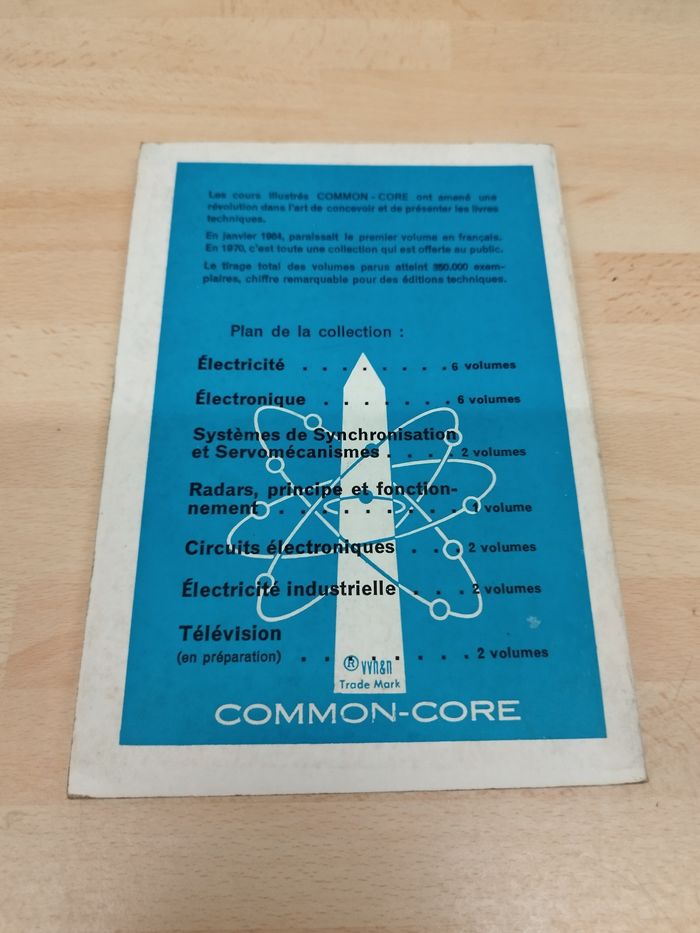 Les cours illustrés COMMON-CORE ont amené une
révolution dans l'art de concevoir et de présenter les livres
techniques.
En janvier 1964, paraissait le premier volume en français.
En 1970, c'est toute une collection qui est offerte au public.
Le tirage total des volumes parus atteint 350.000 exem-
plaires, chiffre remarquable pour des éditions techniques.
Plan de la collection :
Électricité . . . . . . . . 6 volumes
Électronique . . . . . . . 6 volumes
Systèmes de Synchronisation
et Servomécanismes . . . . 2 volumes
Radars, principe et fonction-
nement . . . . . . . . . 1 volume
Circuits électroniques . . . 2 volumes
Électricité industrielle . . . 2 volumes
Télévision
(en préparation) . . . . . . . . 2 volumes
® vvn&n
Trade Mark
COMMON-CORE